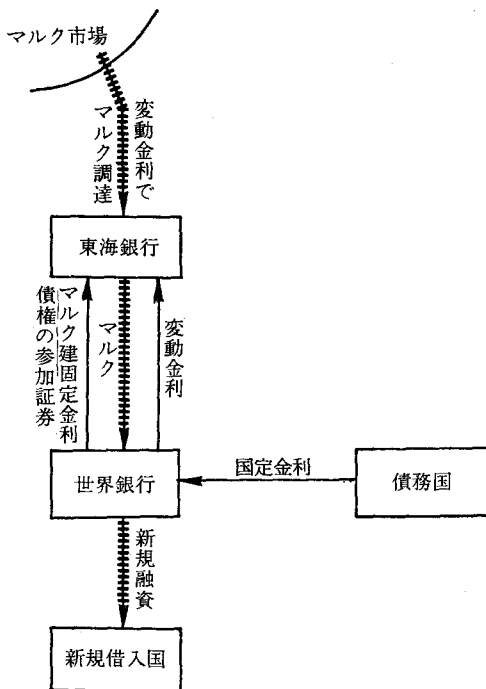 マルク市場
変動金利で
マルク調達
東海銀行
マルク建固定金利
債権の参加証券
マルク
変動金利
世界銀行
国定金利
債務国
新規融資
新規借入国